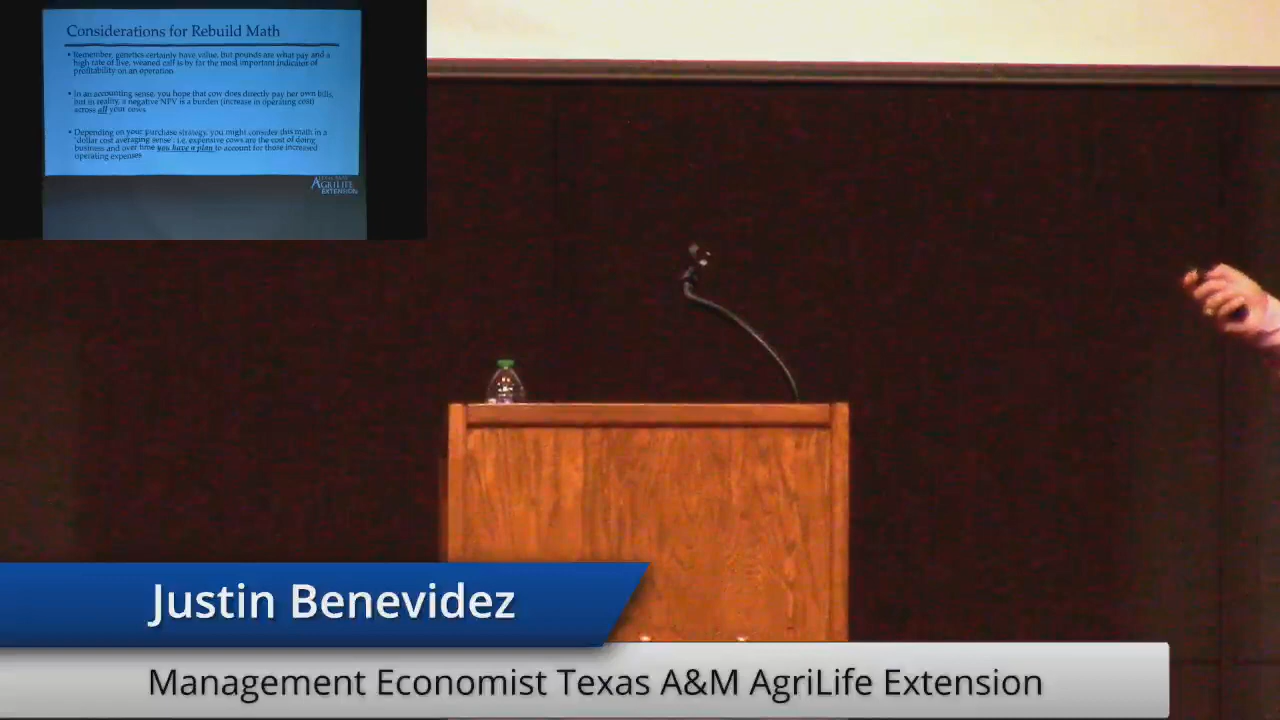 Considerations for Rebuild Math
• Remember, genetics certainly have value. But pounds are what pay and a
high rate of live, weaned calf is by far the most important indicator of
profitability on an operation
• In an accounting sense, you hope that cow does directly pay her own bills,
but in reality, a negative NPV is a burden (increase in operating cost)
across all your cows
• Depending on your purchase strategy, you might consider this math in a
'dollar cost averaging sense'. i.e. expensive cows are the cost of doing
business and over time you have a plan to account for those increased
operating expenses
TEXAS A&M
AGRILIFE
EXTENSION
Justin Benevidez
Management Economist Texas A&M AgriLife Extension